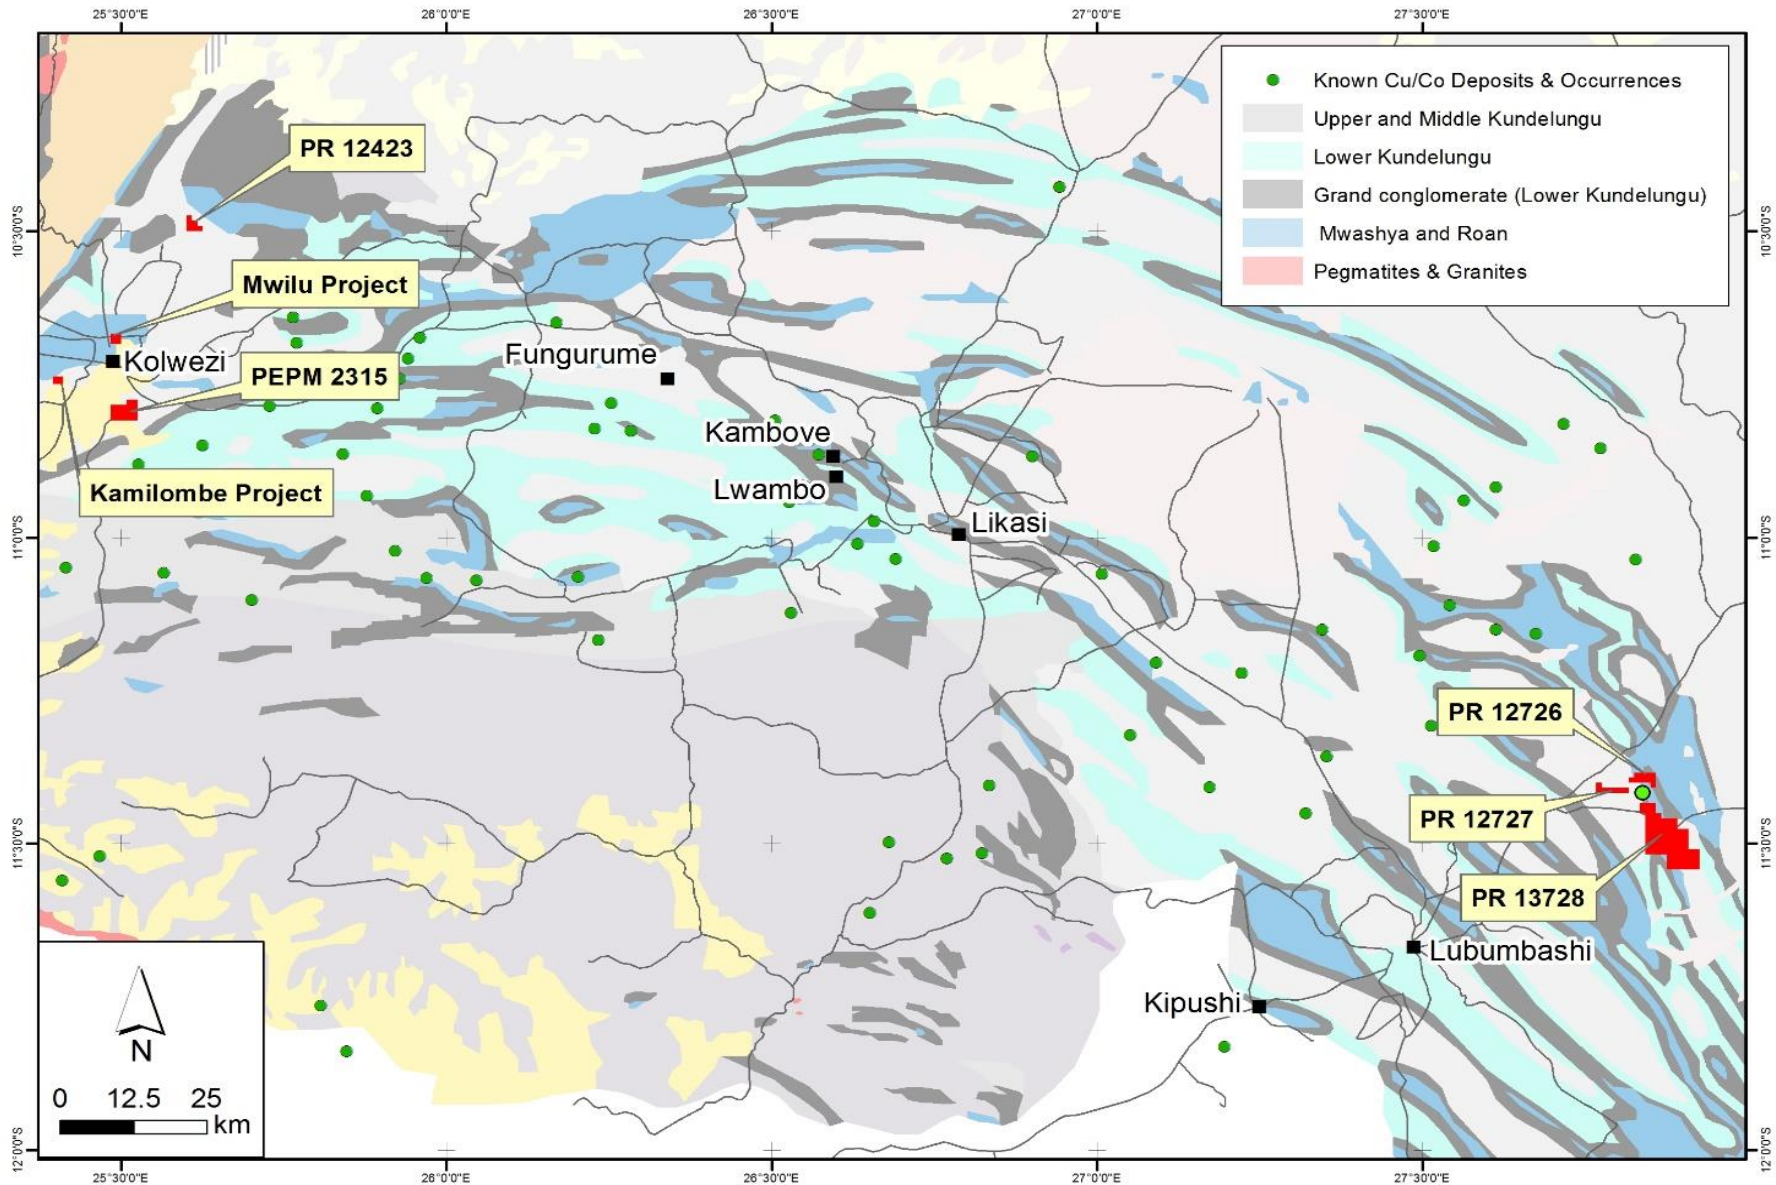 25°30'0"E
26°0'0"E
26°30'0"E
27°0'0"E
27°30'0"E
Known Cu/Co Deposits & Occurrences
Upper and Middle Kundelungu
Lower Kundelungu
Grand conglomerate (Lower Kundelungu)
Mwashya and Roan
Pegmatites & Granites
PR 12423
10°30'0"S
10°30'0"S
Mwilu Project
Kolwezi
Fungurume
PEPM 2315
Kambove
Lwambo
Kamilombe Project
Likasi
11°0'0"S
11°0'0"S
PR 12726
PR 12727
11°30'0"S
11°30'0"S
PR 13728
Lubumbashi
Kipushi
N
0 12.5 25
km
12°0'0"S
12°0'0"S
25°30'0"E
26°0'0"E
26°30'0"E
27°0'0"E
27°30'0"E